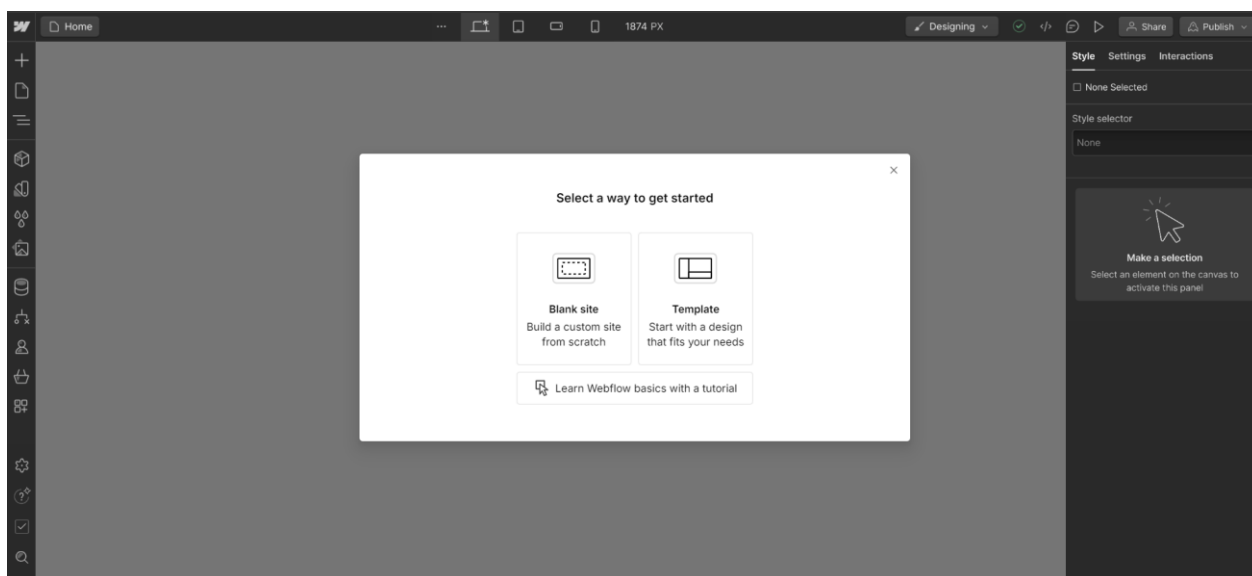 Home
1874 PX
Designing
Share
Publish
Style Settings Interactions
None Selected
Style selector
None
Select a way to get started
Blank site
Build a custom site
from scratch
Template
Start with a design
that fits your needs
Learn Webflow basics with a tutorial
Make a selection
Select an element on the canvas to
activate this panel